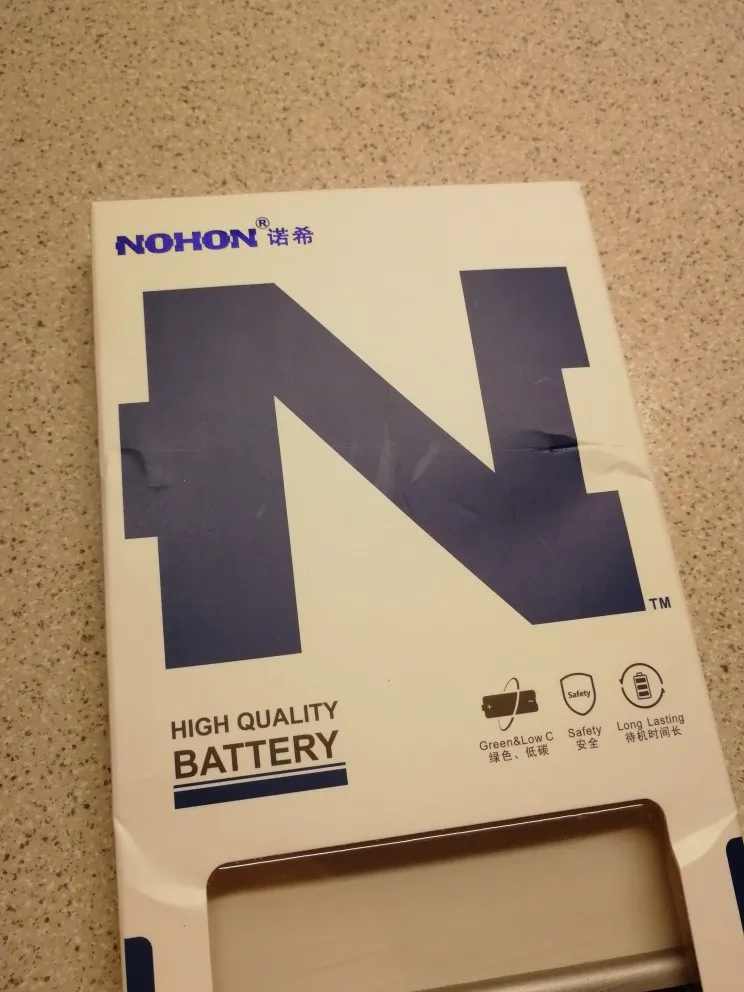 NOHON®诺希
N
TM
HIGH QUALITY
BATTERY
Green&Low C
绿色、低碳
Safety
Safety
安全
Long Lasting
待机时间长